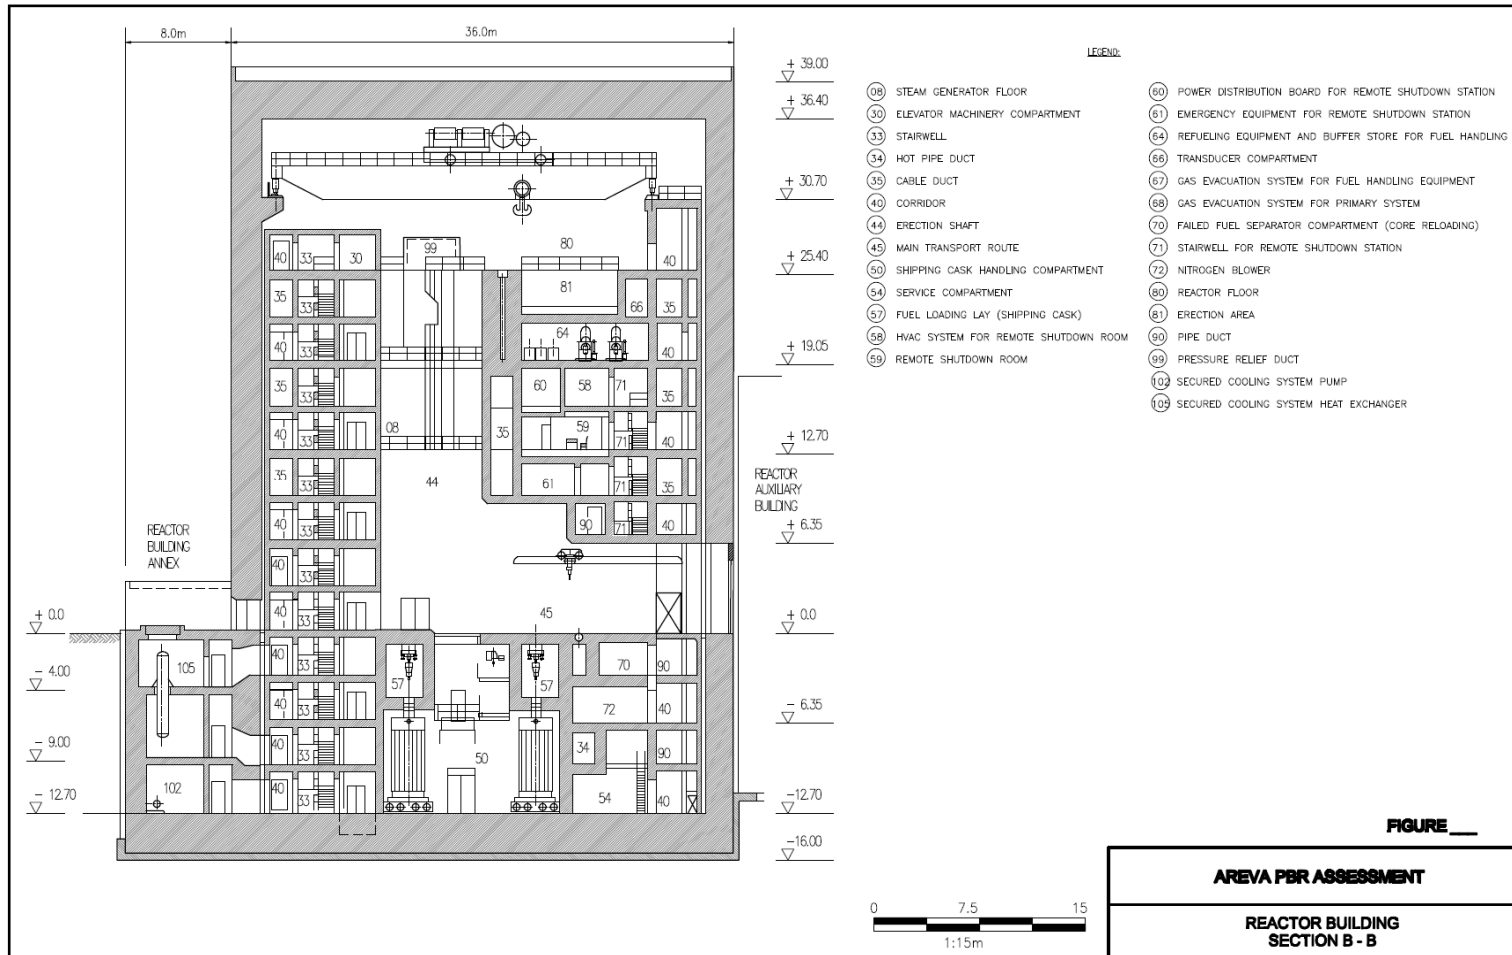 8.0m 36.0m
LEGEND:
08 STEAM GENERATOR FLOOR
30 ELEVATOR MACHINERY COMPARTMENT
33 STAIRWELL
34 HOT PIPE DUCT
35 CABLE DUCT
40 CORRIDOR
44 ERECTION SHAFT
45 MAIN TRANSPORT ROUTE
50 SHIPPING CASK HANDLING COMPARTMENT
54 SERVICE COMPARTMENT
57 FUEL LOADING LAY (SHIPPING CASK)
58 HVAC SYSTEM FOR REMOTE SHUTDOWN ROOM
59 REMOTE SHUTDOWN ROOM
60 POWER DISTRIBUTION BOARD FOR REMOTE SHUTDOWN STATION
61 EMERGENCY EQUIPMENT FOR REMOTE SHUTDOWN STATION
64 REFUELING EQUIPMENT AND BUFFER STORE FOR FUEL HANDLING
66 TRANSDUCER COMPARTMENT
67 GAS EVACUATION SYSTEM FOR FUEL HANDLING EQUIPMENT
68 GAS EVACUATION SYSTEM FOR PRIMARY SYSTEM
70 FAILED FUEL SEPARATOR COMPARTMENT (CORE RELOADING)
71 STAIRWELL FOR REMOTE SHUTDOWN STATION
72 NITROGEN BLOWER
80 REACTOR FLOOR
81 ERECTION AREA
90 PIPE DUCT
99 PRESSURE RELIEF DUCT
102 SECURED COOLING SYSTEM PUMP
105 SECURED COOLING SYSTEM HEAT EXCHANGER
+ 39.00
+ 36.40
+ 30.70
+ 25.40
+ 19.05
+ 12.70
+ 6.35
+ 0.0
- 6.35
-12.70
-16.00
+ 0.0
- 4.00
- 9.00
- 12.70
REACTOR
BUILDING
ANNEX
REACTOR
AUXILIARY
BUILDING
40 33 30 99 80 40
35 33 81 66 35
40 33 64 40
35 33 60 58 71 35
40 33 08 35 59 71 40
35 33 44 61 71 35
40 33 90 71 40
40 33
40 33 45
105 40 33 57 57 70 90
40 33 72 40
40 33 50 34 90
102 40 33 54 40
0 7.5 15
1:15m
FIGURE ___
AREVA PBR ASSESSMENT
REACTOR BUILDING
SECTION B - B